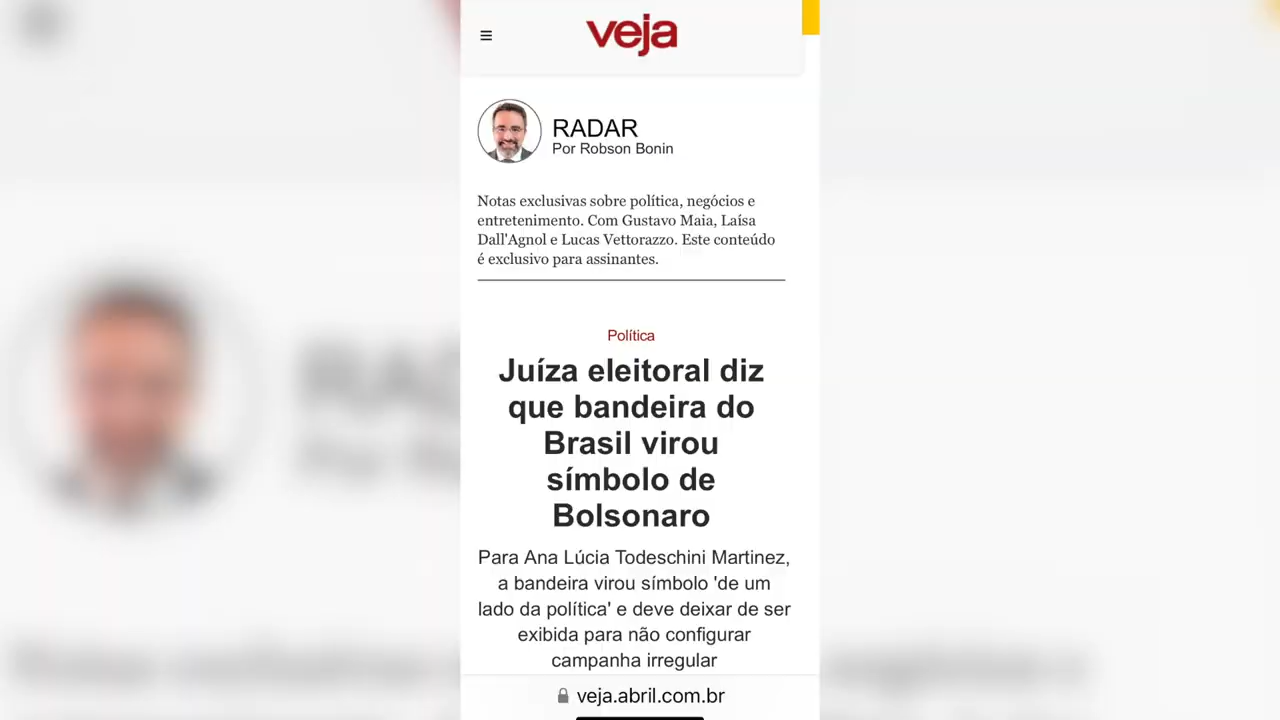 veja
RADAR
Por Robson Bonin
Notas exclusivas sobre política, negócios e
entretenimento. Com Gustavo Maia, Laísa
Dall'Agnol e Lucas Vettorazzo. Este conteúdo
é exclusivo para assinantes.
Política
Juíza eleitoral diz
que bandeira do
Brasil virou
símbolo de
Bolsonaro
Para Ana Lúcia Todeschini Martinez,
a bandeira virou símbolo 'de um
lado da política' e deve deixar de ser
exibida para não configurar
campanha irregular
veja.abril.com.br